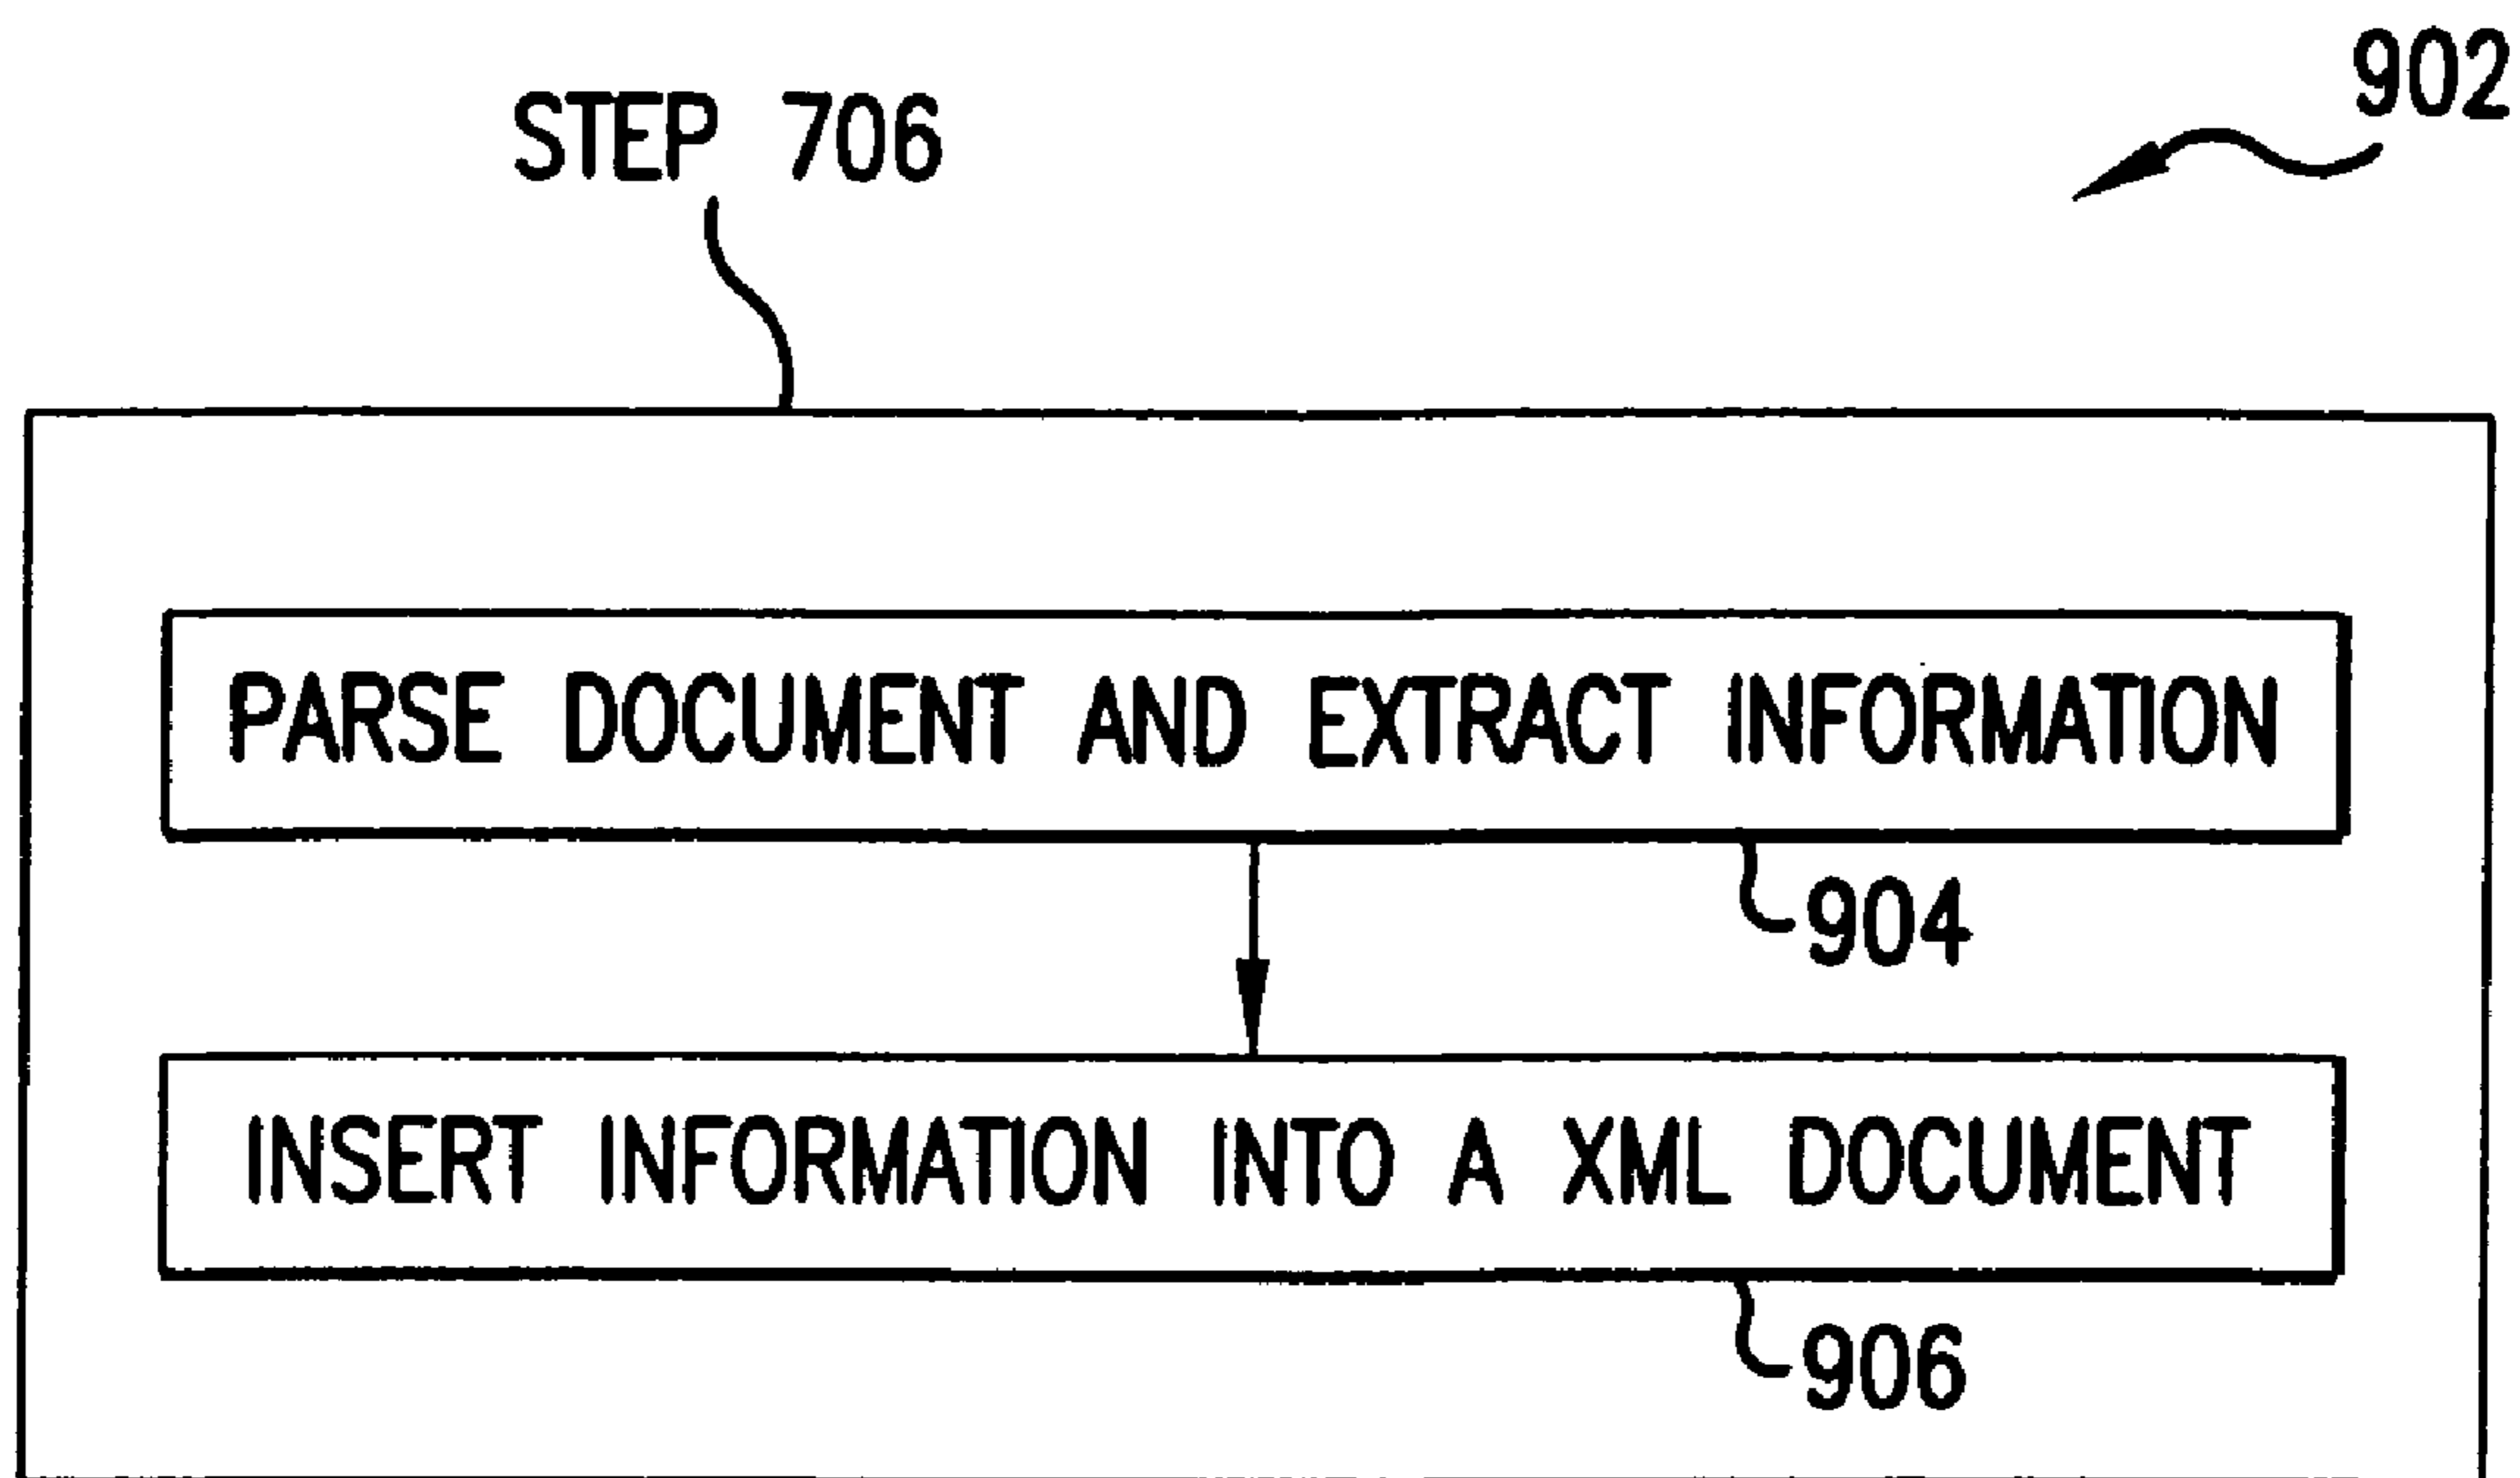 902
STEP 706
PARSE DOCUMENT AND EXTRACT INFORMATION
904
INSERT INFORMATION INTO A XML DOCUMENT
906